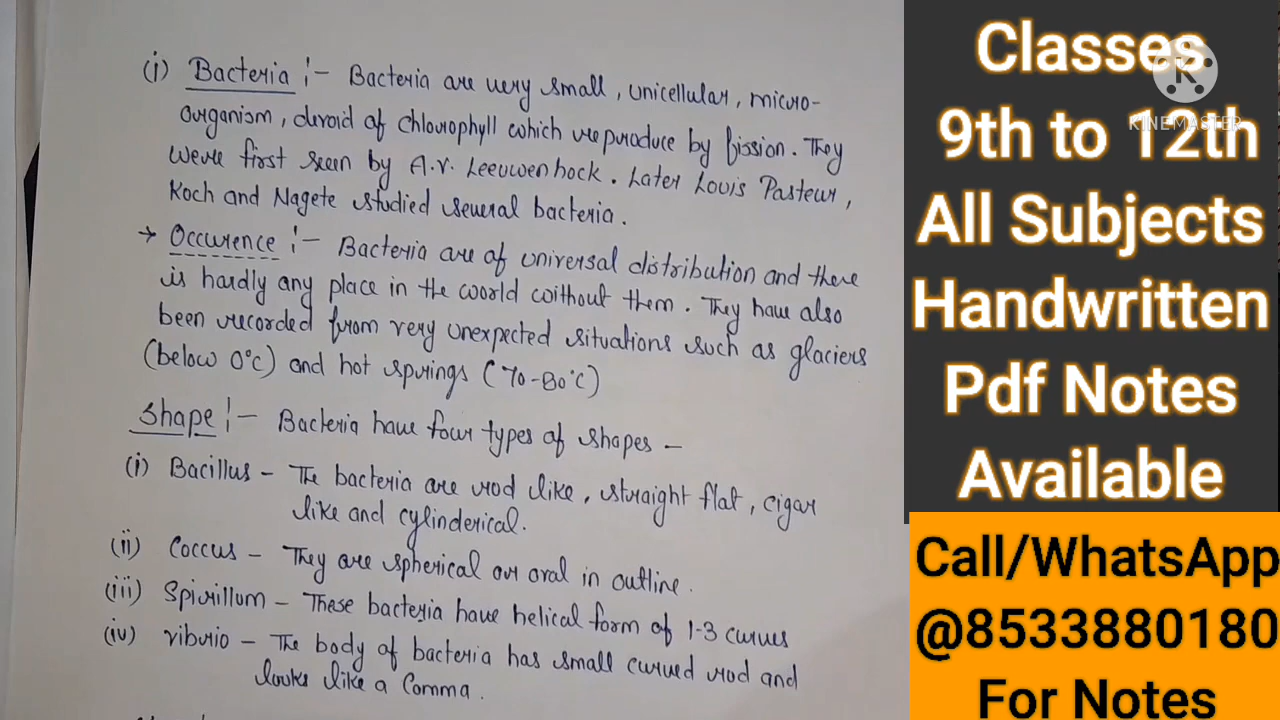 (i) Bacteria :- Bacteria are very small, unicellular, micro-
organism, devoid of chlorophyll which reproduce by fission. They
were first seen by A.V. Leeuwenhock. Later Louis Pasteur,
Koch and Nagete studied several bacteria.
→ Occurence :- Bacteria are of universal distribution and there
is hardly any place in the world without them. They have also
been recorded from very unexpected situations such as glaciers
(below 0°C) and hot springs (70-80°C)
Shape :- Bacteria have four types of shapes -
(i) Bacillus - The bacteria are rod like, straight flat, cigar
like and cylinderical.
(ii) Coccus - They are spherical or oral in outline.
(iii) Spirillum - These bacteria have helical form of 1-3 curves
(iv) Vibrio - The body of bacteria has small curved rod and
looks like a Comma.
Classes
9th to 12th
All Subjects
Handwritten
Pdf Notes
Available
Call/WhatsApp
@8533880180
For Notes
K
KINEMASTER